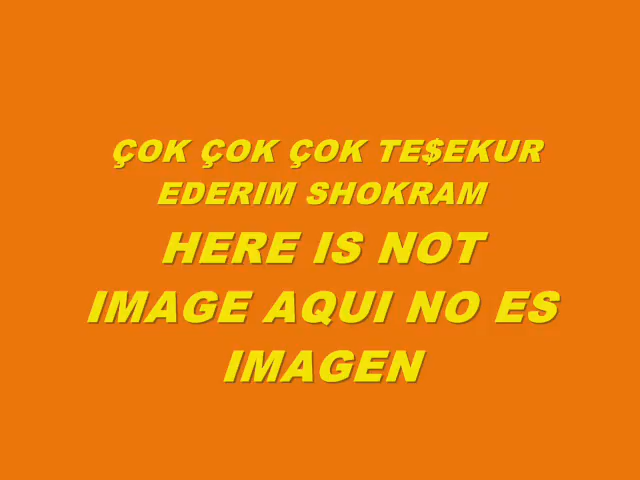 ÇOK ÇOK ÇOK TE$EKUR
EDERIM SHOKRAM
HERE IS NOT
IMAGE AQUI NO ES
IMAGEN